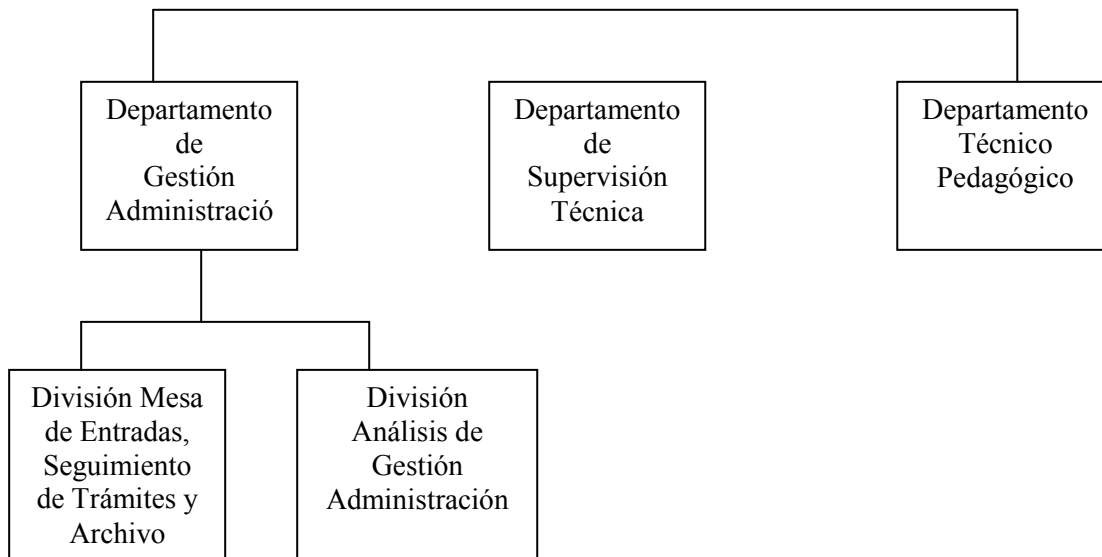 Departamento
de
Gestión
Administració
Departamento
de
Supervisión
Técnica
Departamento
Técnico
Pedagógico
División Mesa
de Entradas,
Seguimiento
de Trámites y
Archivo
División
Análisis de
Gestión
Administración